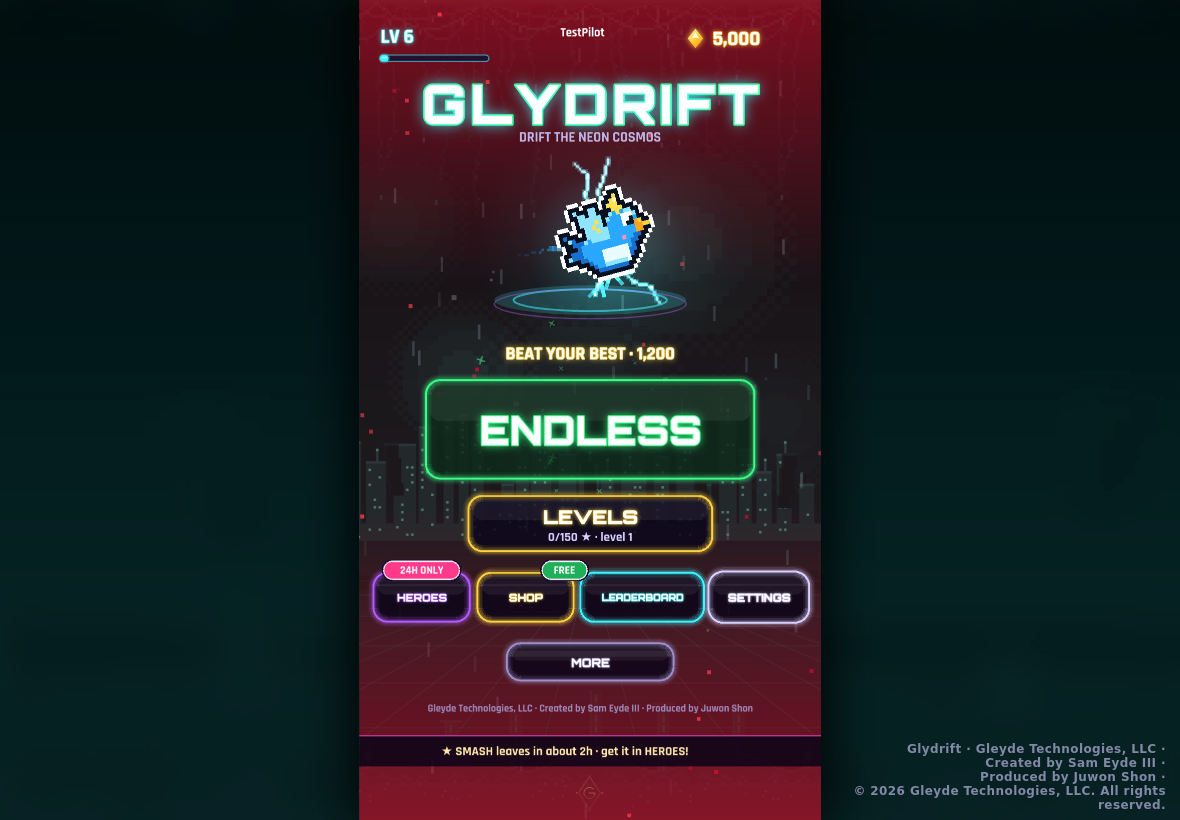 LV 6
TestPilot
5,000
GLYDRIFT
DRIFT THE NEON COSMOS
BEAT YOUR BEST · 1,200
ENDLESS
LEVELS
0/150 ★ · level 1
24H ONLY
FREE
HEROES
SHOP
LEADERBOARD
SETTINGS
MORE
Gleyde Technologies, LLC · Created by Sam Eyde III · Produced by Juwon Shon
★ SMASH leaves in about 2h · get it in HEROES!
G
Glydrift · Gleyde Technologies, LLC ·
Created by Sam Eyde III ·
Produced by Juwon Shon ·
© 2026 Gleyde Technologies, LLC. All rights
reserved.